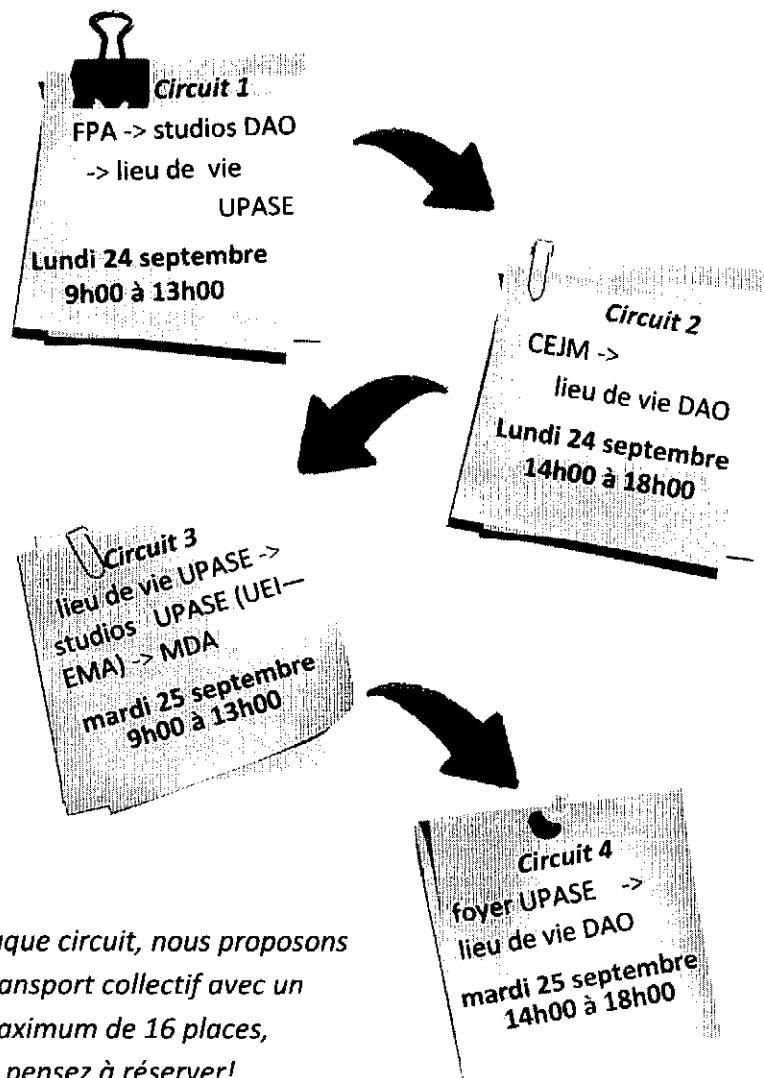 Circuit 1
FPA -> studios DAO
-> lieu de vie
UPASE
Lundi 24 septembre
9h00 à 13h00
Circuit 2
CEJM ->
lieu de vie DAO
Lundi 24 septembre
14h00 à 18h00
Circuit 3
lieu de vie UPASE ->
studios UPASE (UEI—
EMA) -> MDA
mardi 25 septembre
9h00 à 13h00
Circuit 4
foyer UPASE ->
lieu de vie DAO
mardi 25 septembre
14h00 à 18h00
circuit, nous proposons
collectif avec un
de 16 places,
pensez à réserver!